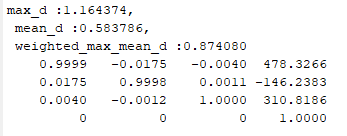 max_d :1.164374,
mean_d :0.583786,
weighted_max_mean_d :0.874080
0.9999 -0.0175 -0.0040 478.3266
0.0175 0.9998 0.0011 -146.2383
0.0040 -0.0012 1.0000 310.8186
0 0 0 1.0000